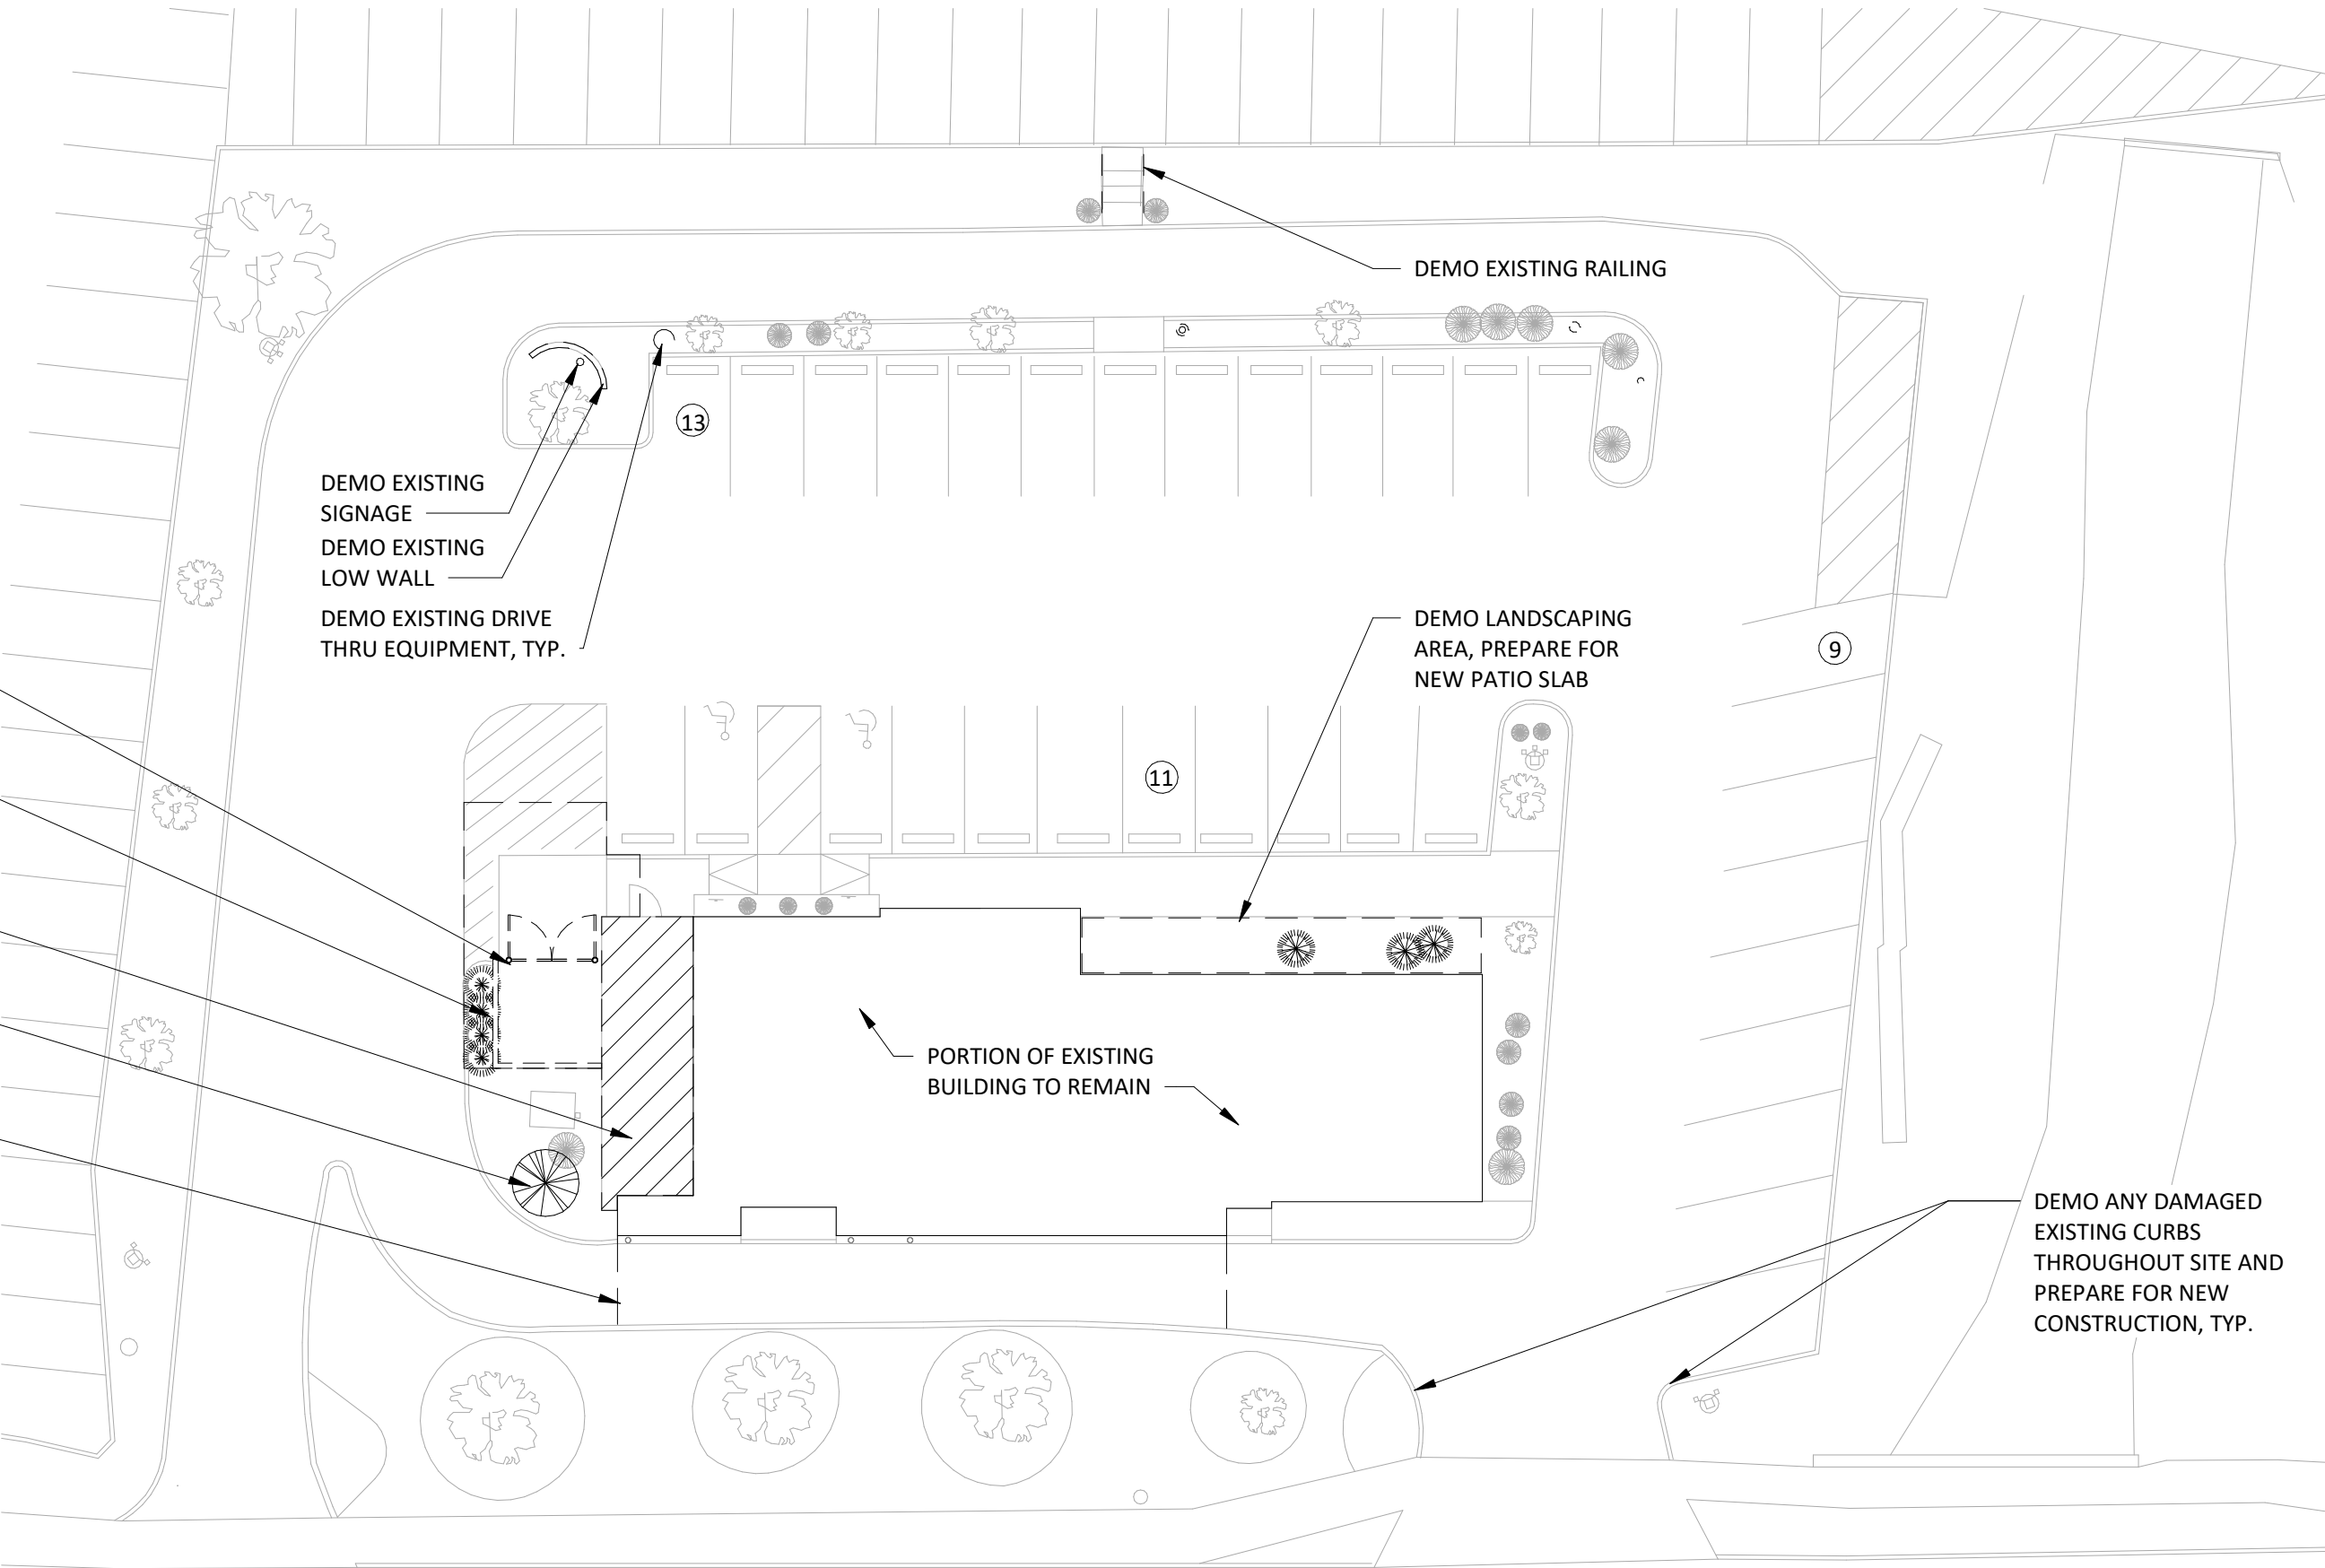 DEMO EXISTING RAILING
13
DEMO EXISTING
SIGNAGE
DEMO EXISTING
LOW WALL
DEMO EXISTING DRIVE
THRU EQUIPMENT, TYP.
DEMO LANDSCAPING
AREA, PREPARE FOR
NEW PATIO SLAB
9
11
PORTION OF EXISTING
BUILDING TO REMAIN
DEMO ANY DAMAGED
EXISTING CURBS
THROUGHOUT SITE AND
PREPARE FOR NEW
CONSTRUCTION, TYP.